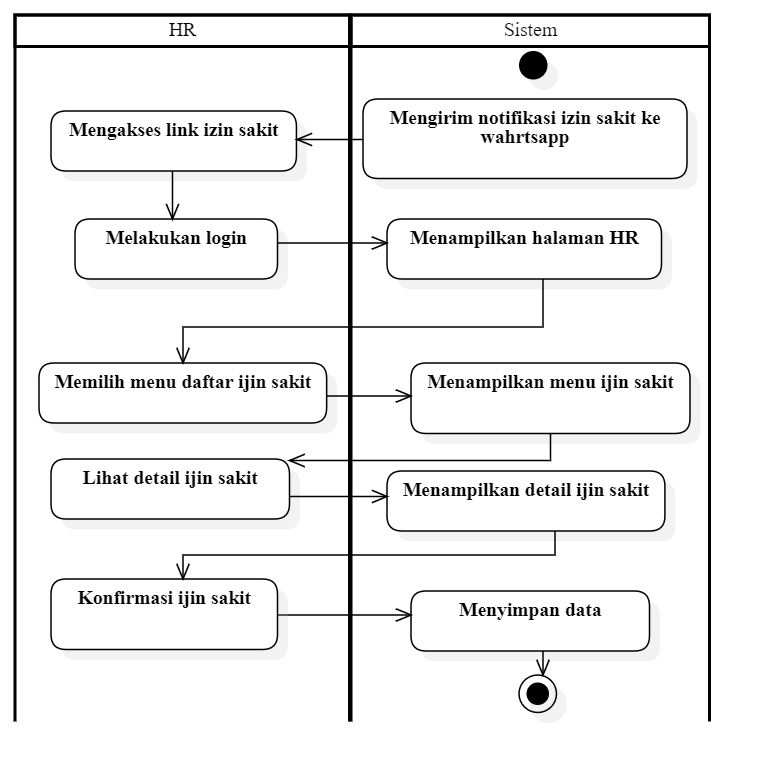 HR
Sistem
Mengirim notifikasi izin sakit ke
wahrtsapp
Mengakses link izin sakit
Melakukan login
Menampilkan halaman HR
Memilih menu daftar ijin sakit
Menampilkan menu ijin sakit
Lihat detail ijin sakit
Menampilkan detail ijin sakit
Konfirmasi ijin sakit
Menyimpan data